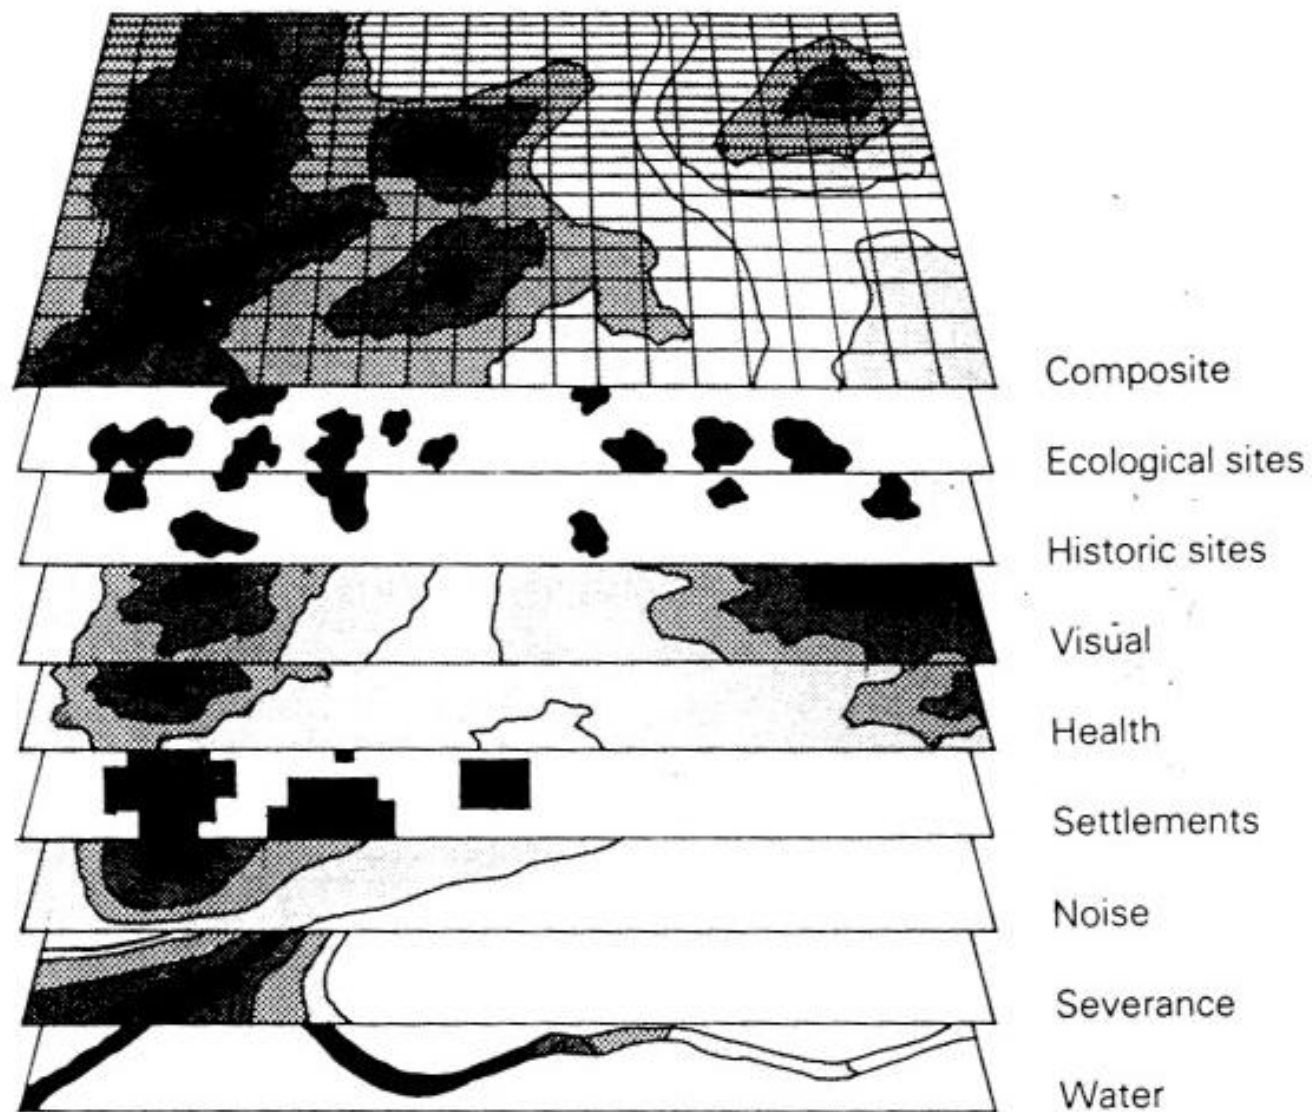 Composite
Ecological sites
Historic sites
Visual
Health
Settlements
Noise
Severance
Water